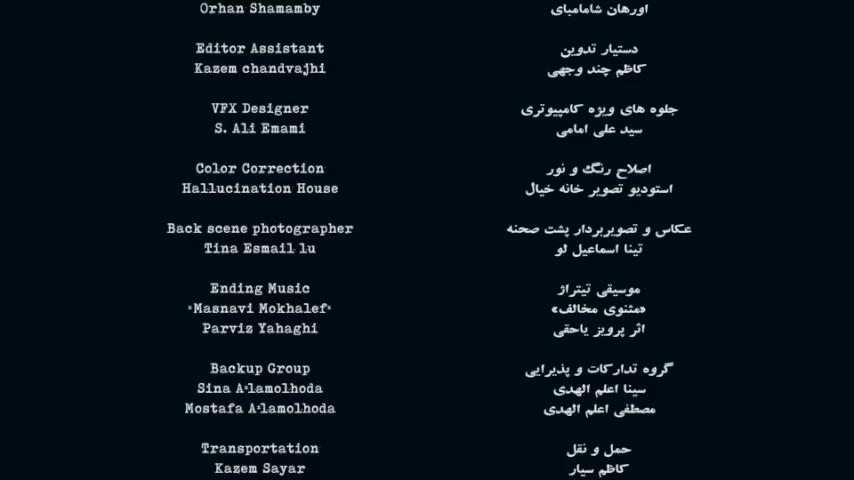 Orhan Shamamby
اورهان شامامبای
Editor Assistant
دستیار تدوین
Kazem chandvajhi
کاظم چند وجهی
VFX Designer
جلوه های ویژه کامپیوتری
S. Ali Emami
سید علی امامی
Color Correction
اصلاح رنگ و نور
Hallucination House
استودیو تصویر خانه خیال
Back scene photographer
عکاس و تصویربردار پشت صحنه
Tina Esmail lu
تینا اسماعیل لو
Ending Music
موسیقی تیتراژ
"Masnavi Mokhalef"
«مثنوی مخالف»
Parviz Yahaghi
اثر پرویز یاحقی
Backup Group
گروه تدارکات و پذیرایی
Sina A'lamolhoda
سینا اعلم الهدی
Mostafa A'lamolhoda
مصطفی اعلم الهدی
Transportation
حمل و نقل
Kazem Sayar
کاظم سیار